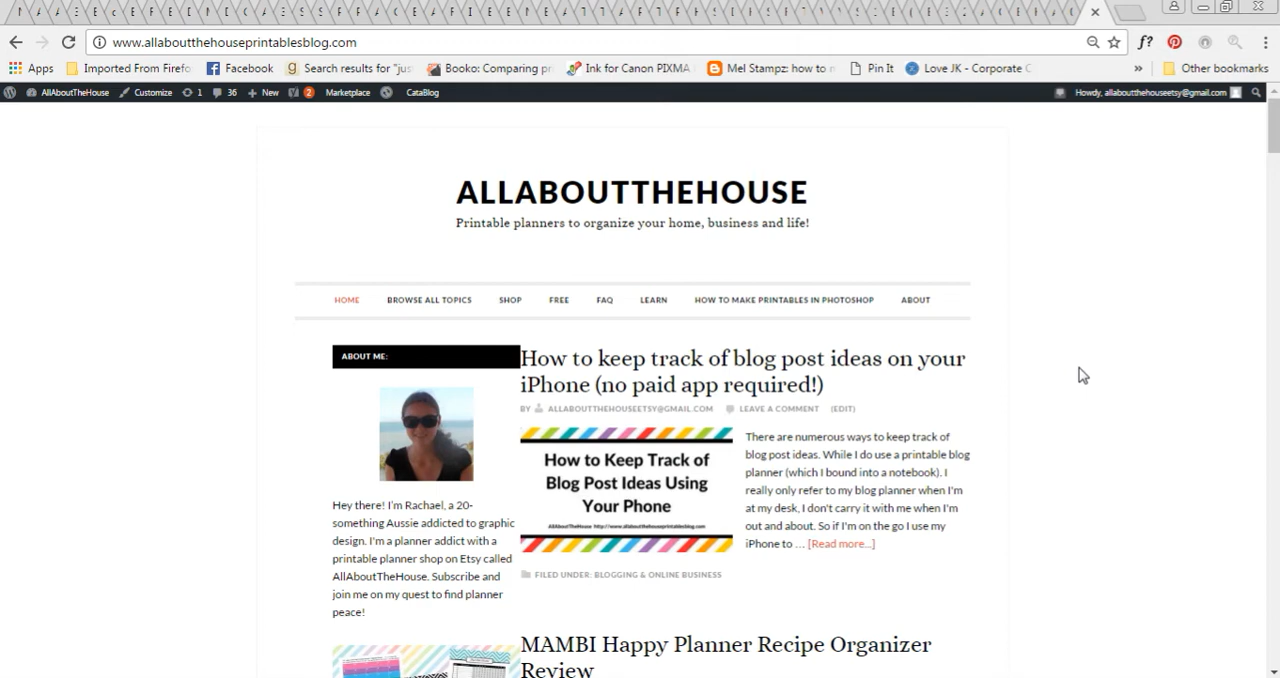 www.allaboutthehouseprintablesblog.com
Apps Imported From Firefo Facebook Search results for "jus Booko: Comparing pr Ink for Canon PIXMA Mel Stampz: how to m Pin It Love JK - Corporate C » Other bookmarks
AllAboutTheHouse Customize 1 36 New 2 Marketplace CataBlog Howdy, allaboutthehouseetsy@gmail.com
ALLABOUTTHEHOUSE
Printable planners to organize your home, business and life!
HOME BROWSE ALL TOPICS SHOP FREE FAQ LEARN HOW TO MAKE PRINTABLES IN PHOTOSHOP ABOUT
ABOUT ME:
Hey there! I'm Rachael, a 20-
something Aussie addicted to graphic
design. I'm a planner addict with a
printable planner shop on Etsy called
AllAboutTheHouse. Subscribe and
join me on my quest to find planner
peace!
How to keep track of blog post ideas on your
iPhone (no paid app required!)
BY ALLABOUTTHEHOUSEETSY@GMAIL.COM LEAVE A COMMENT (EDIT)
How to Keep Track of
Blog Post Ideas Using
Your Phone
AllAboutTheHouse http://www.allaboutthehouseprintablesblog.com
There are numerous ways to keep track of
blog post ideas. While I do use a printable blog
planner (which I bound into a notebook). I
really only refer to my blog planner when I'm
at my desk, I don't carry it with me when I'm
out and about. So if I'm on the go I use my
iPhone to ... [Read more...]
FILED UNDER: BLOGGING & ONLINE BUSINESS
MAMBI Happy Planner Recipe Organizer
Review